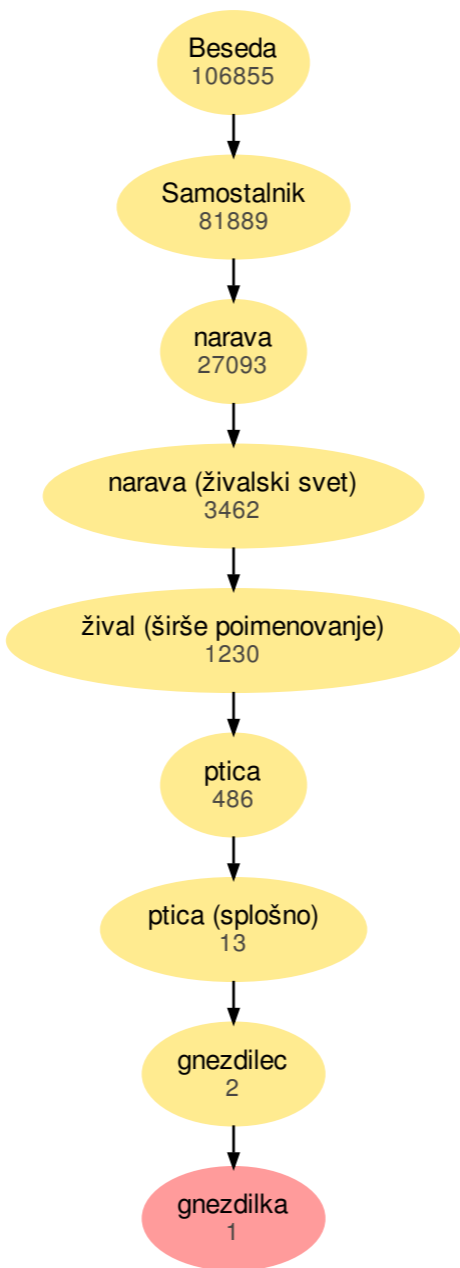 Beseda
106855
Samostalnik
81889
narava
27093
narava (živalski svet)
3462
žival (širše poimenovanje)
1230
ptica
486
ptica (splošno)
13
gnezdilec
2
gnezdilka
1